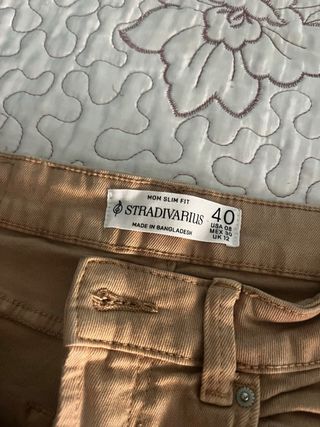 MOM SLIM FIT
STRADIVARIUS 40
USA 08
MEX 30
UK 12
MADE IN BANGLADESH